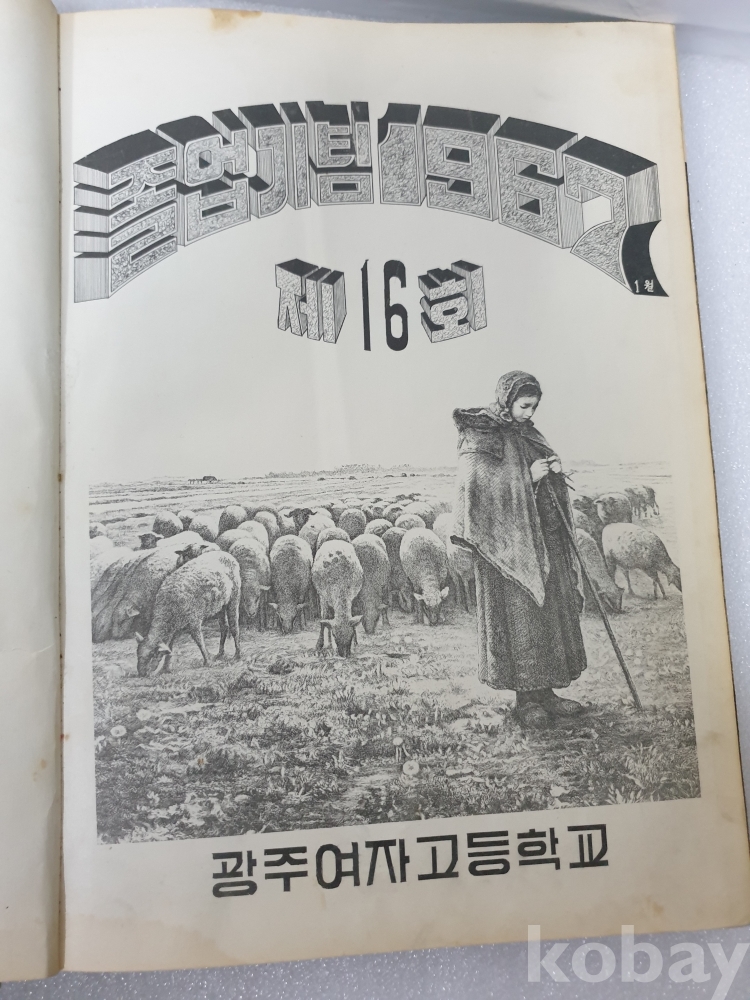 졸업기념1967
1월
제16회
광주여자고등학교
kobay